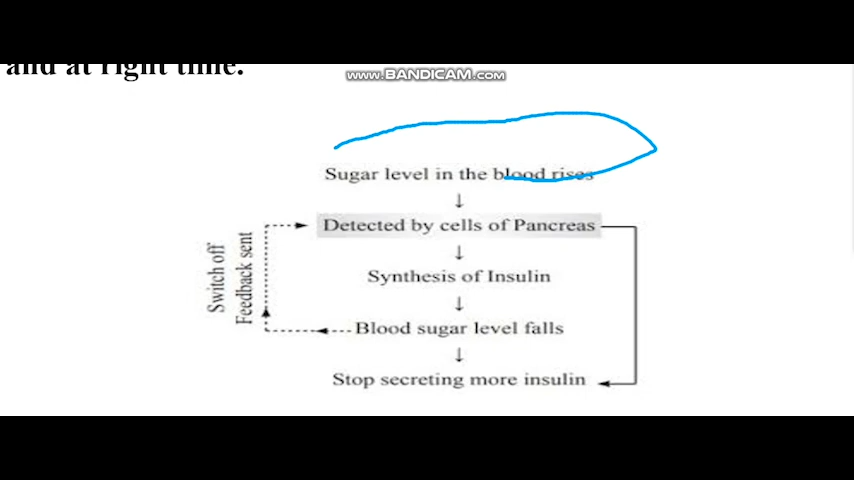 and at right time.
www.BANDICAM.com
Sugar level in the blood rises
Detected by cells of Pancreas
Synthesis of Insulin
Blood sugar level falls
Stop secreting more insulin
Switch off
Feedback sent